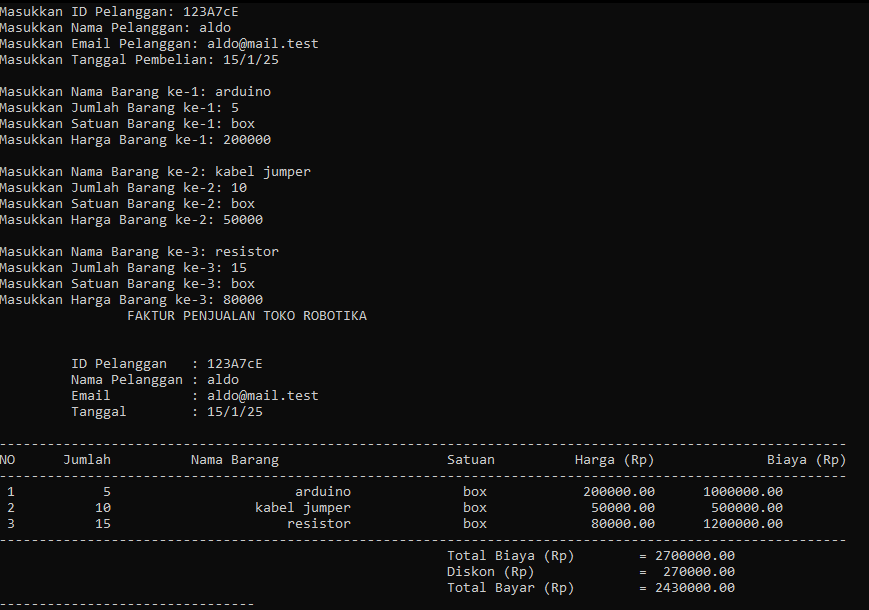 Masukkan ID Pelanggan: 123A7cE
Masukkan Nama Pelanggan: aldo
Masukkan Email Pelanggan: aldo@mail.test
Masukkan Tanggal Pembelian: 15/1/25
Masukkan Nama Barang ke-1: arduino
Masukkan Jumlah Barang ke-1: 5
Masukkan Satuan Barang ke-1: box
Masukkan Harga Barang ke-1: 200000
Masukkan Nama Barang ke-2: kabel jumper
Masukkan Jumlah Barang ke-2: 10
Masukkan Satuan Barang ke-2: box
Masukkan Harga Barang ke-2: 50000
Masukkan Nama Barang ke-3: resistor
Masukkan Jumlah Barang ke-3: 15
Masukkan Satuan Barang ke-3: box
Masukkan Harga Barang ke-3: 80000
FAKTUR PENJUALAN TOKO ROBOTIKA
ID Pelanggan : 123A7cE
Nama Pelanggan : aldo
Email : aldo@mail.test
Tanggal : 15/1/25
----------------------------------------------------------------------------------------------------------
NO Jumlah Nama Barang Satuan Harga (Rp) Biaya (Rp)
----------------------------------------------------------------------------------------------------------
1 5 arduino box 200000.00 1000000.00
2 10 kabel jumper box 50000.00 500000.00
3 15 resistor box 80000.00 1200000.00
----------------------------------------------------------------------------------------------------------
Total Biaya (Rp) = 2700000.00
Diskon (Rp) = 270000.00
Total Bayar (Rp) = 2430000.00
--------------------------------